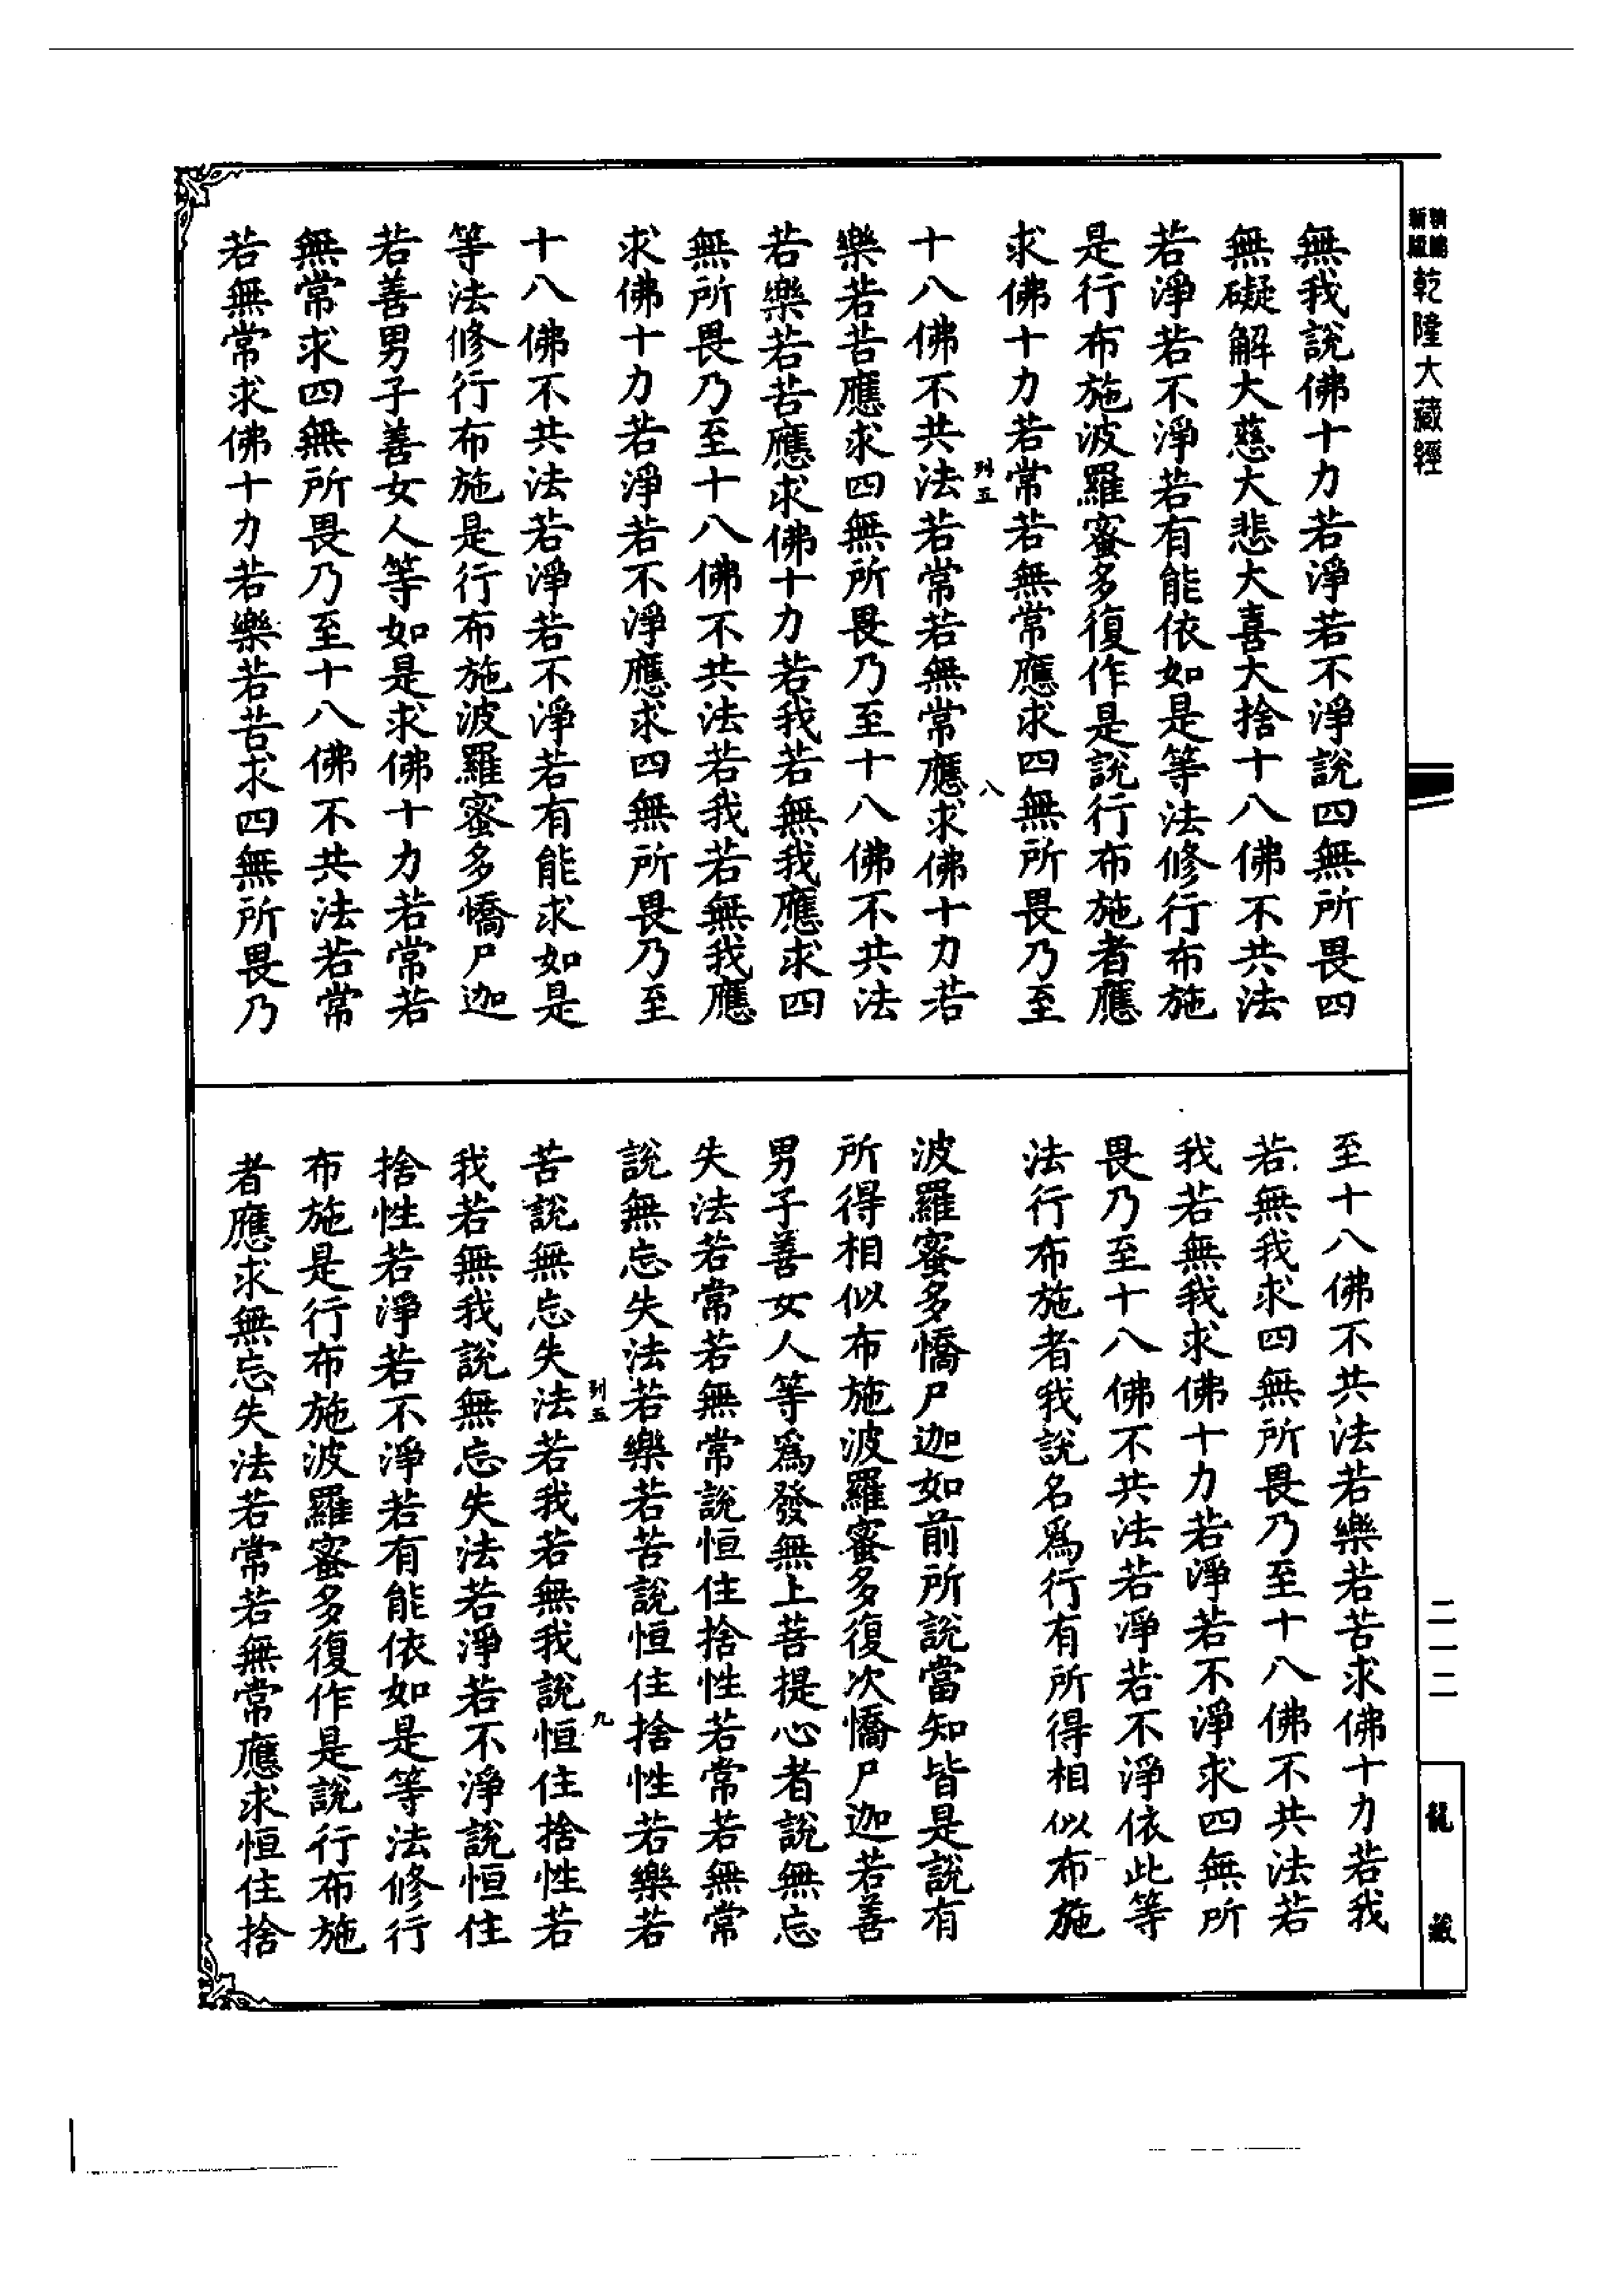 新版
精縮
乾隆大藏經
無我說佛十力若淨若不淨說四無所畏四
無礙解大慈大悲大喜大捨十八佛不共法
若淨若不淨若有能依如是等法修行布施
是行布施波羅蜜多復作是說行布施者應
求佛十力若常若無常應求四無所畏乃至
列五
八
十八佛不共法若常若無常應求佛十力若
樂若苦應求四無所畏乃至十八佛不共法
若樂若苦應求佛十力若我若無我應求四
無所畏乃至十八佛不共法若我若無我應
求佛十力若淨若不淨應求四無所畏乃至
十八佛不共法若淨若不淨若有能求如是
等法修行布施是行布施波羅蜜多憍尸迦
若善男子善女人等如是求佛十力若常若
無常求四無所畏乃至十八佛不共法若常
若無常求佛十力若樂若苦求四無所畏乃
至十八佛不共法若樂若苦求佛十力若我
若無我求四無所畏乃至十八佛不共法若
我若無我求佛十力若淨若不淨求四無所
畏乃至十八佛不共法若淨若不淨依此等
法行布施者我說名為行有所得相似布施
波羅蜜多憍尸迦如前所說當知皆是說有
所得相似布施波羅蜜多復次憍尸迦若善
男子善女人等為發無上菩提心者說無忘
失法若常若無常說恒住捨性若常若無常
說無忘失法若樂若苦說恒住捨性若樂若
列五
九
苦說無忘失法若我若無我說恒住捨性若
我若無我說無忘失法若淨若不淨說恒住
捨性若淨若不淨若有能依如是等法修行
布施是行布施波羅蜜多復作是說行布施
者應求無忘失法若常若無常應求恒住捨
二一二
龍藏